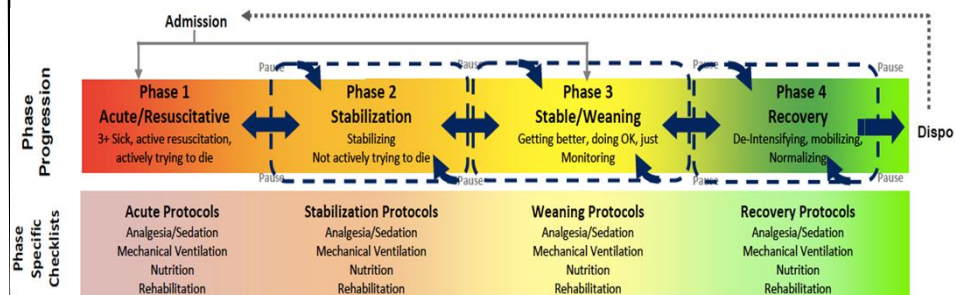 Admission
Pause
Pause
Pause
Pause
Phase Progression
Phase 1
Acute/Resuscitative
3+ Sick, active resuscitation,
actively trying to die
Phase 2
Stabilization
Stabilizing
Not actively trying to die
Phase 3
Stable/Weaning
Getting better, doing OK, just
Monitoring
Phase 4
Recovery
De-Intensifying, mobilizing,
Normalizing
Dispo
Pause
Pause
Pause
Pause
Phase Specific Checklists
Acute Protocols
Analgesia/Sedation
Mechanical Ventilation
Nutrition
Rehabilitation
Stabilization Protocols
Analgesia/Sedation
Mechanical Ventilation
Nutrition
Rehabilitation
Weaning Protocols
Analgesia/Sedation
Mechanical Ventilation
Nutrition
Rehabilitation
Recovery Protocols
Analgesia/Sedation
Mechanical Ventilation
Nutrition
Rehabilitation